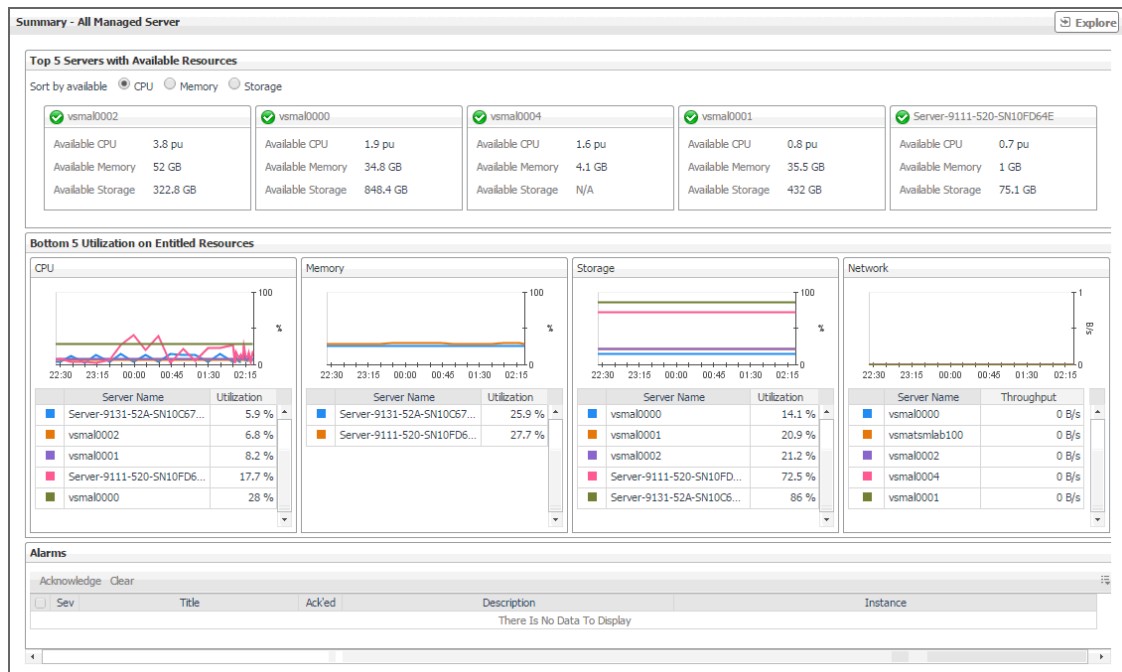 Summary - All Managed Server
Explore
Top 5 Servers with Available Resources
Sort by available CPU Memory Storage
vsmal0002
Available CPU 3.8 pu
Available Memory 52 GB
Available Storage 322.8 GB
vsmal0000
Available CPU 1.9 pu
Available Memory 34.8 GB
Available Storage 848.4 GB
vsmal0004
Available CPU 1.6 pu
Available Memory 4.1 GB
Available Storage N/A
vsmal0001
Available CPU 0.8 pu
Available Memory 35.5 GB
Available Storage 432 GB
Server-9111-520-SN10FD64E
Available CPU 0.7 pu
Available Memory 1 GB
Available Storage 75.1 GB
Bottom 5 Utilization on Entitled Resources
CPU
100
%
0
22:30 23:15 00:00 00:45 01:30 02:15
Server Name Utilization
Server-9131-52A-SN10C67... 5.9 %
vsmal0002 6.8 %
vsmal0001 8.2 %
Server-9111-520-SN10FD6... 17.7 %
vsmal0000 28 %
Memory
100
%
0
22:30 23:15 00:00 00:45 01:30 02:15
Server Name Utilization
Server-9131-52A-SN10C67... 25.9 %
Server-9111-520-SN10FD6... 27.7 %
Storage
100
%
0
22:30 23:15 00:00 00:45 01:30 02:15
Server Name Utilization
vsmal0000 14.1 %
vsmal0001 20.9 %
vsmal0002 21.2 %
Server-9111-520-SN10FD... 72.5 %
Server-9131-52A-SN10C6... 86 %
Network
1
B/s
0
22:30 23:15 00:00 00:45 01:30 02:15
Server Name Throughput
vsmal0000 0 B/s
vsmatsmlab100 0 B/s
vsmal0002 0 B/s
vsmal0004 0 B/s
vsmal0001 0 B/s
Alarms
Acknowledge Clear
Sev Title Ack'ed Description Instance
There Is No Data To Display